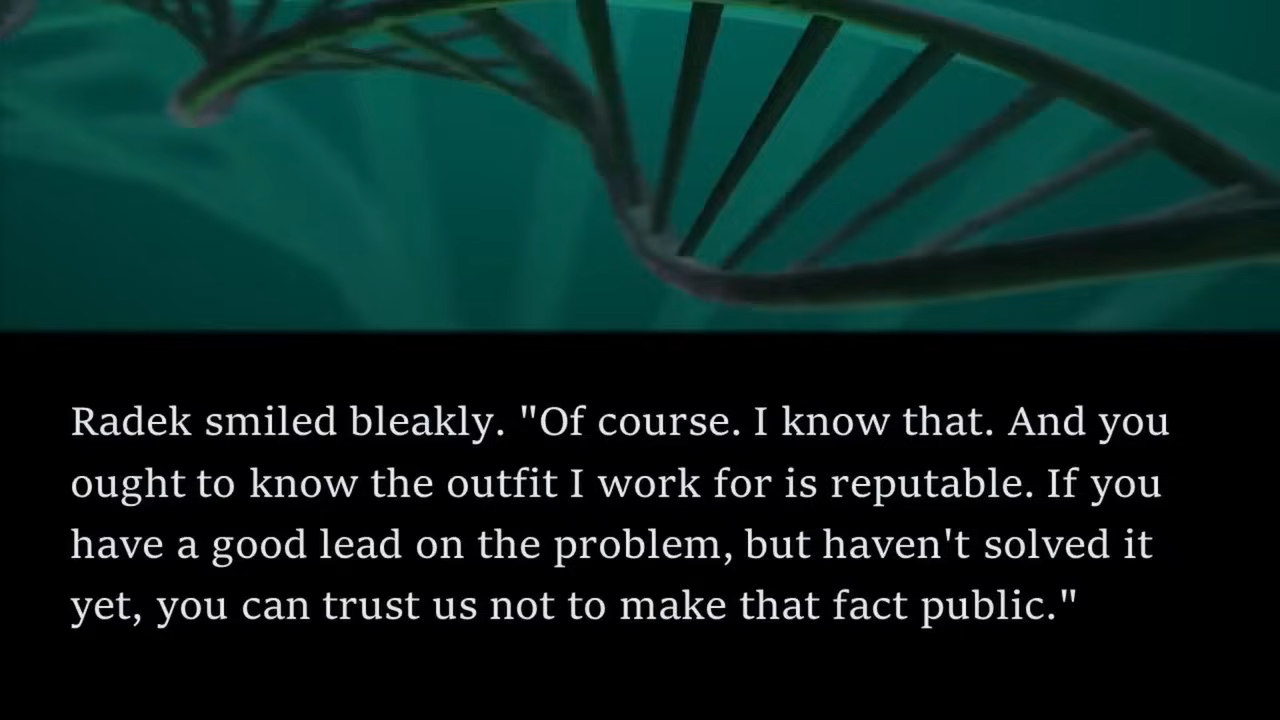 Radek smiled bleakly. "Of course. I know that. And you
ought to know the outfit I work for is reputable. If you
have a good lead on the problem, but haven't solved it
yet, you can trust us not to make that fact public."